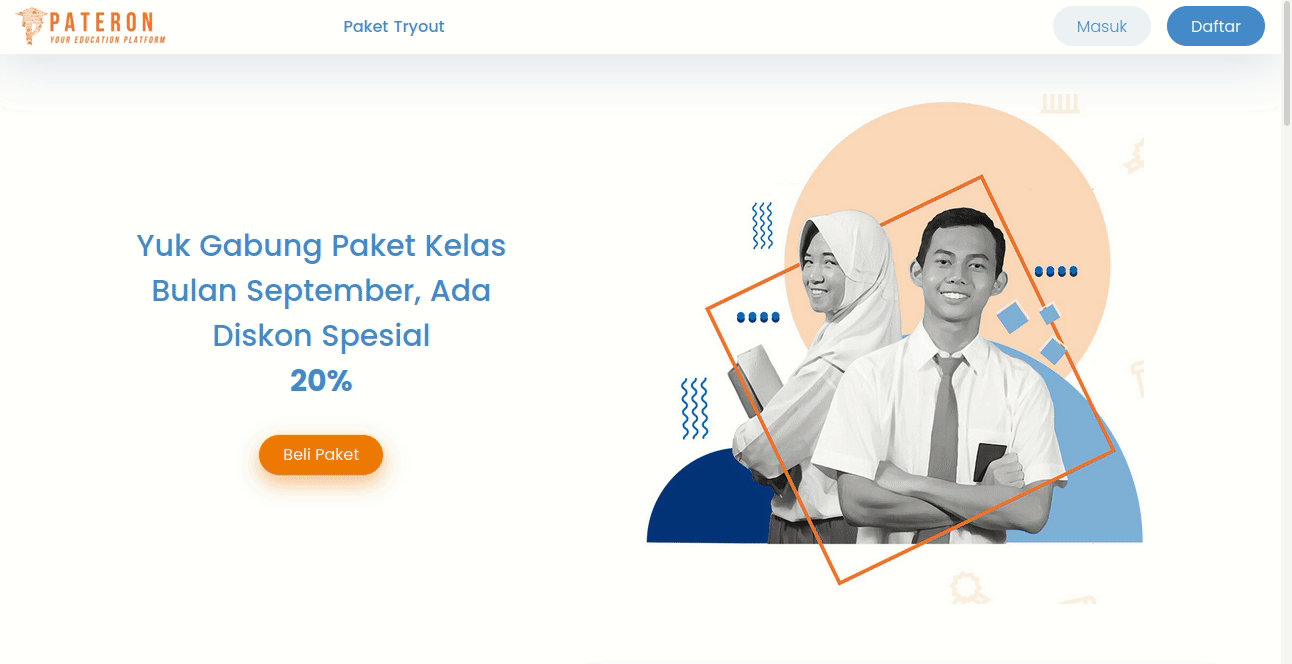 PATERON
YOUR EDUCATION PLATFORM
Paket Tryout
Masuk
Daftar
Yuk Gabung Paket Kelas
Bulan September, Ada
Diskon Spesial
20%
Beli Paket